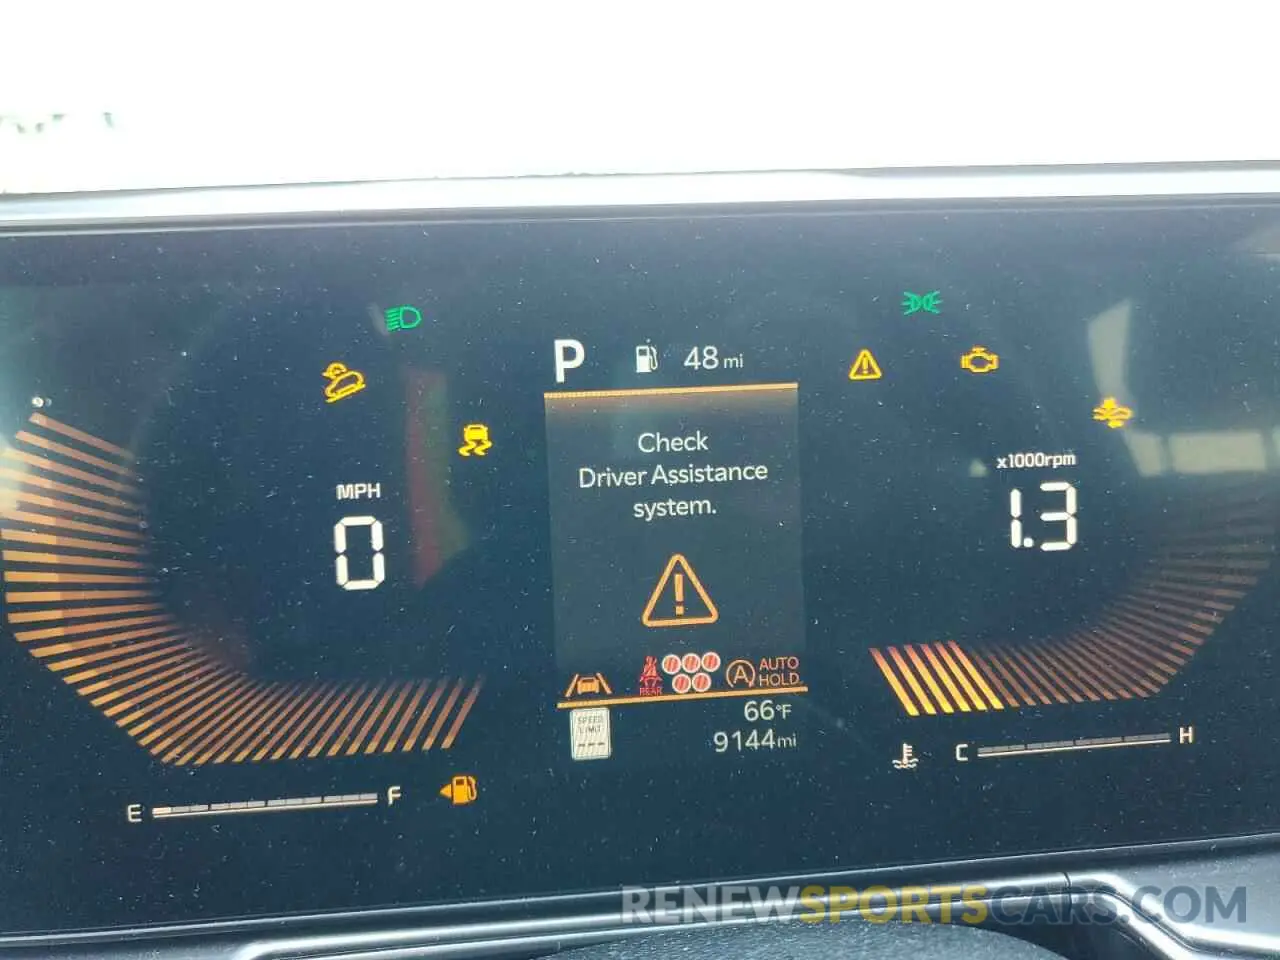 P 48 mi
Check
Driver Assistance
system.
MPH
0
x1000rpm
1.3
REAR
A
AUTO
HOLD
SPEED
LIMIT
---
66°F
9144mi
E F
C H
RENEWSPORTSCARS.COM